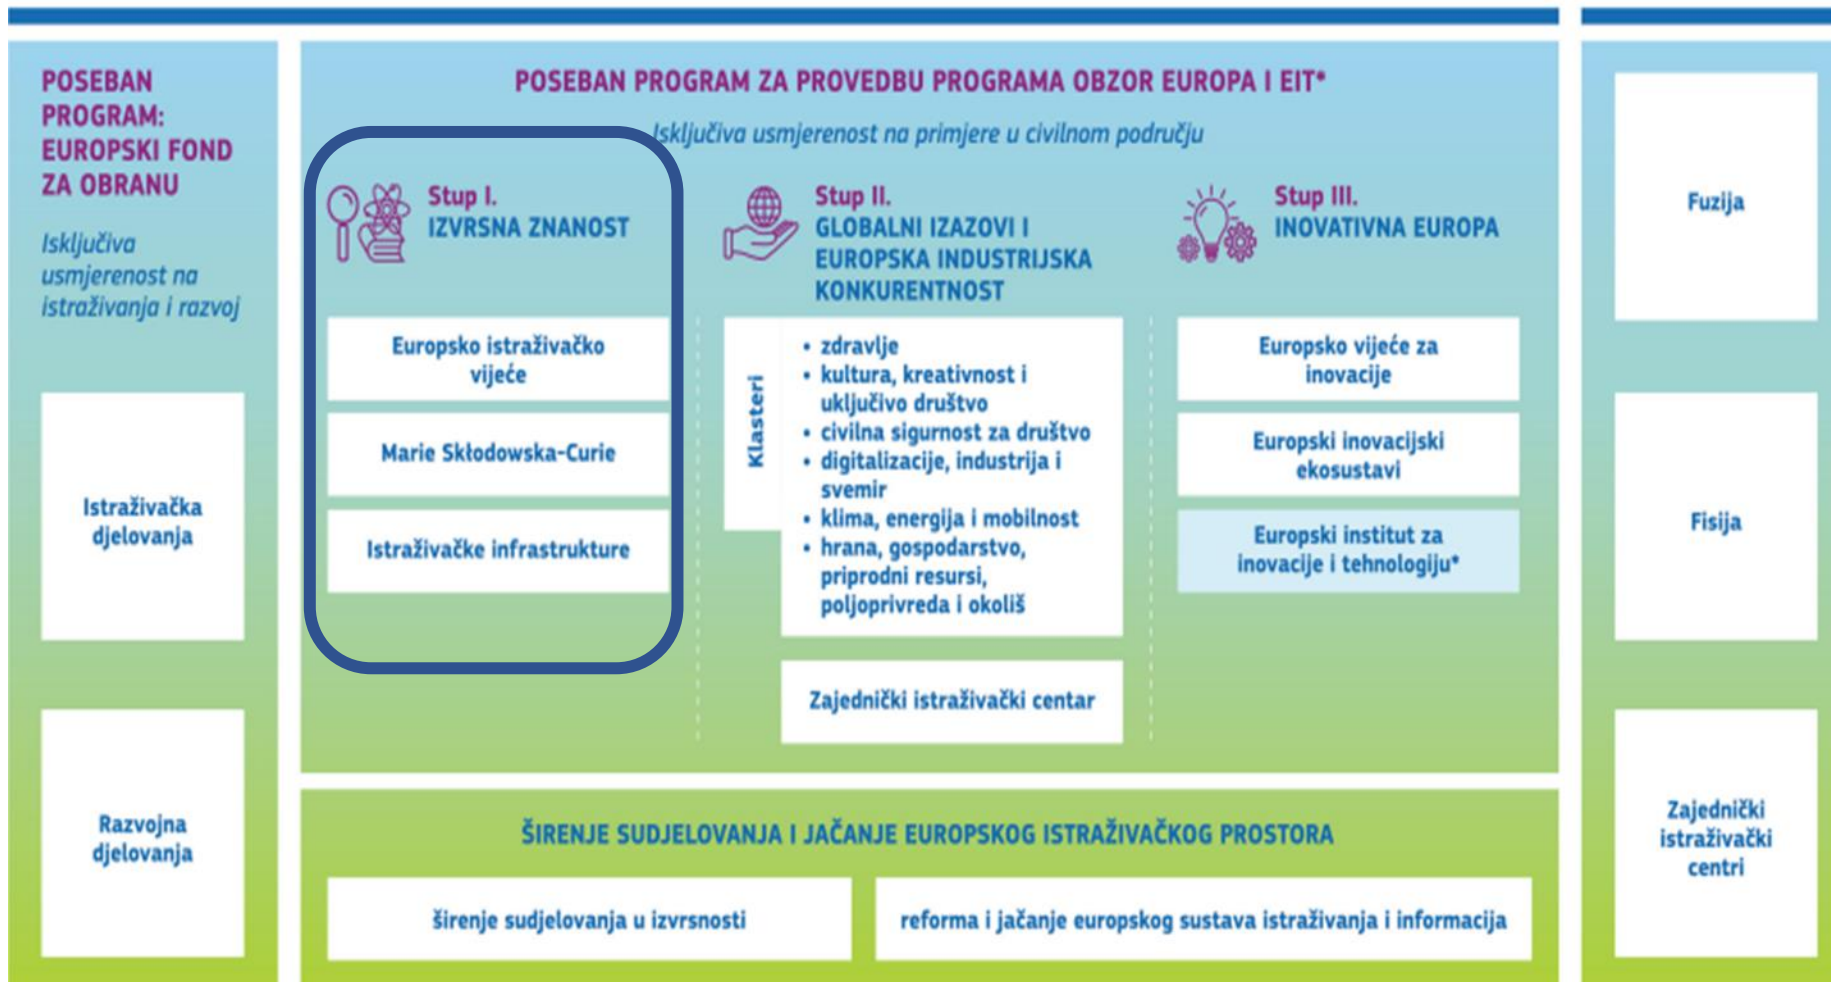 POSEBAN
PROGRAM:
EUROPSKI FOND
ZA OBRANU
Isključiva
usmjerenost na
istraživanja i razvoj
Istraživačka
djelovanja
Razvojna
djelovanja
POSEBAN PROGRAM ZA PROVEDBU PROGRAMA OBZOR EUROPA I EIT*
Isključiva usmjerenost na primjere u civilnom području
Stup I.
IZVRSNA ZNANOST
Europsko istraživačko
vijeće
Marie Skłodowska-Curie
Istraživačke infrastrukture
Stup II.
GLOBALNI IZAZOVI I
EUROPSKA INDUSTRIJSKA
KONKURENTNOST
Klasteri
• zdravlje
• kultura, kreativnost i
uključivo društvo
• civilna sigurnost za društvo
• digitalizacije, industrija i
svemir
• klima, energija i mobilnost
• hrana, gospodarstvo,
priprodni resursi,
poljoprivreda i okoliš
Zajednički istraživački centar
Stup III.
INOVATIVNA EUROPA
Europsko vijeće za
inovacije
Europski inovacijski
ekosustavi
Europski institut za
inovacije i tehnologiju*
ŠIRENJE SUDJELOVANJA I JAČANJE EUROPSKOG ISTRAŽIVAČKOG PROSTORA
širenje sudjelovanja u izvrsnosti
reforma i jačanje europskog sustava istraživanja i informacija
Fuzija
Fisija
Zajednički
istraživački
centri